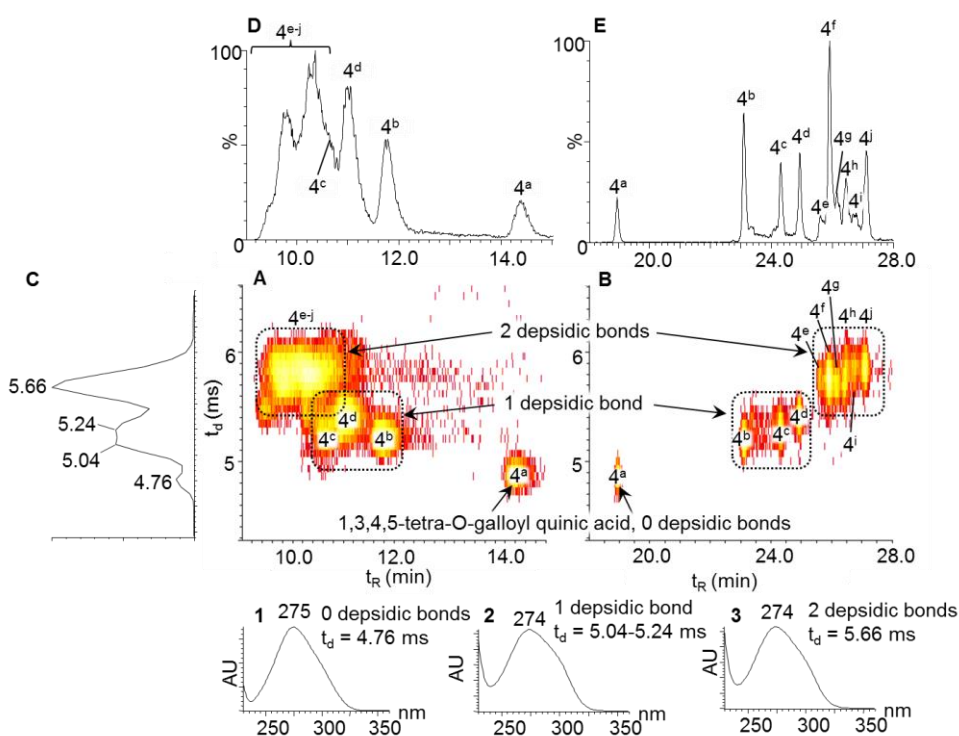 D
4e-j
4d
4b
4c
4a
100
%
0
10.0 12.0 14.0
E
4f
4b
4c
4d
4g
4h
4j
4e
4i
4a
100
%
0
20.0 24.0 28.0
C
5.66
5.24
5.04
4.76
A
4e-j
6
td (ms)
5
4c
4d
4b
4a
10.0 12.0 14.0
tR (min)
2 depsidic bonds
1 depsidic bond
1,3,4,5-tetra-O-galloyl quinic acid, 0 depsidic bonds
B
4g
4f
4h 4j
4e
4i
4b
4c
4d
4a
20.0 24.0 28.0
tR (min)
1
275
0 depsidic bonds
td = 4.76 ms
AU
250 300 350 nm
2
274
1 depsidic bond
td = 5.04-5.24 ms
AU
250 300 350 nm
3
274
2 depsidic bonds
td = 5.66 ms
AU
250 300 350 nm